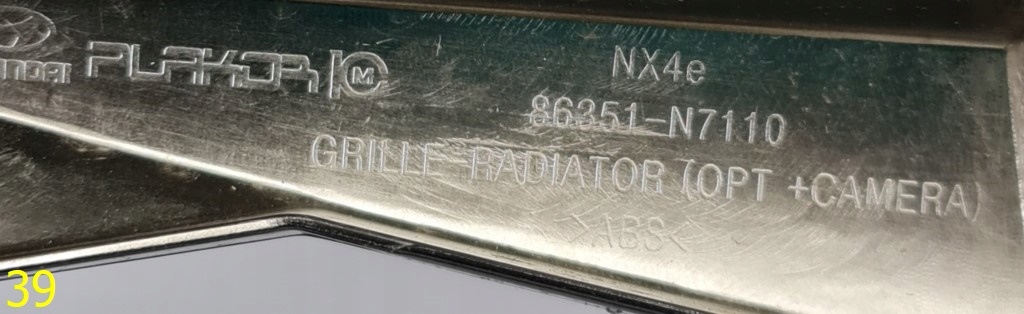 PLAKOR M
NX4e
86351-N7110
GRILLE RADIATOR (OPT +CAMERA)
>ABS<
39